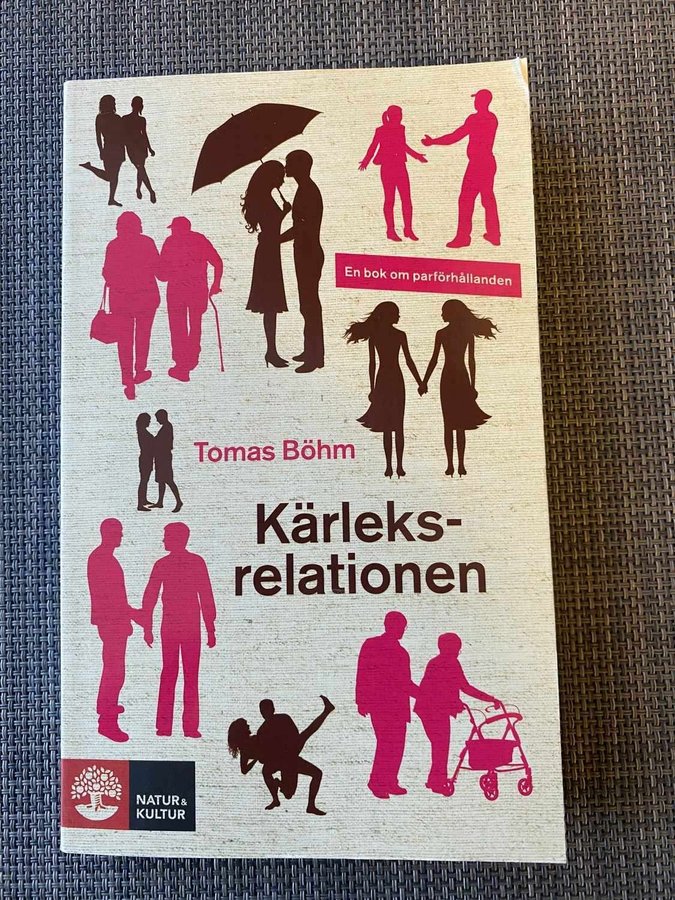 En bok om parförhållanden
Tomas Böhm
Kärleks-
relationen
NATUR&
KULTUR